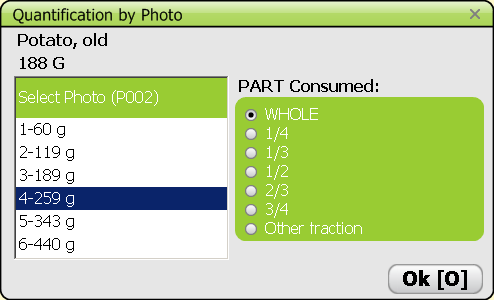 Quantification by Photo
Potato, old
188 G
Select Photo (P002)
1-60 g
2-119 g
3-189 g
4-259 g
5-343 g
6-440 g
PART Consumed:
WHOLE
1/4
1/3
1/2
2/3
3/4
Other traction
Ok [O]